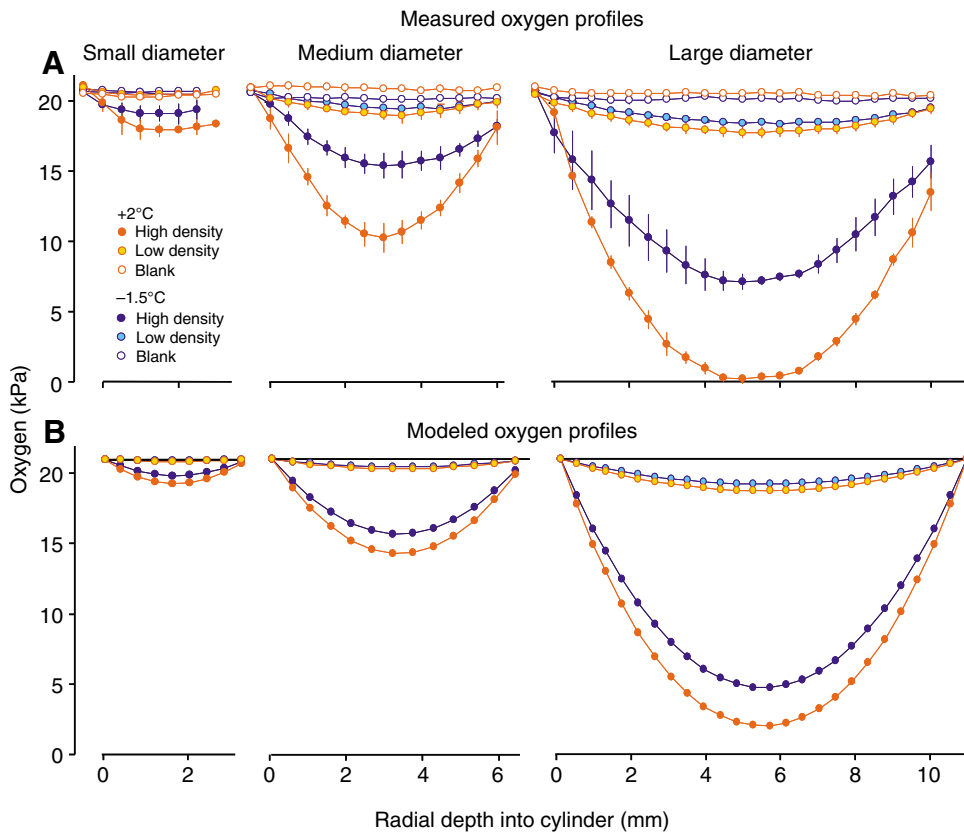 Measured oxygen profiles
Small diameter
Medium diameter
Large diameter
A
20
15
10
5
0
+2°C
High density
Low density
Blank
–1.5°C
High density
Low density
Blank
Oxygen (kPa)
B
Modeled oxygen profiles
20
15
10
5
0
0 2
0 2 4 6
0 2 4 6 8 10
Radial depth into cylinder (mm)